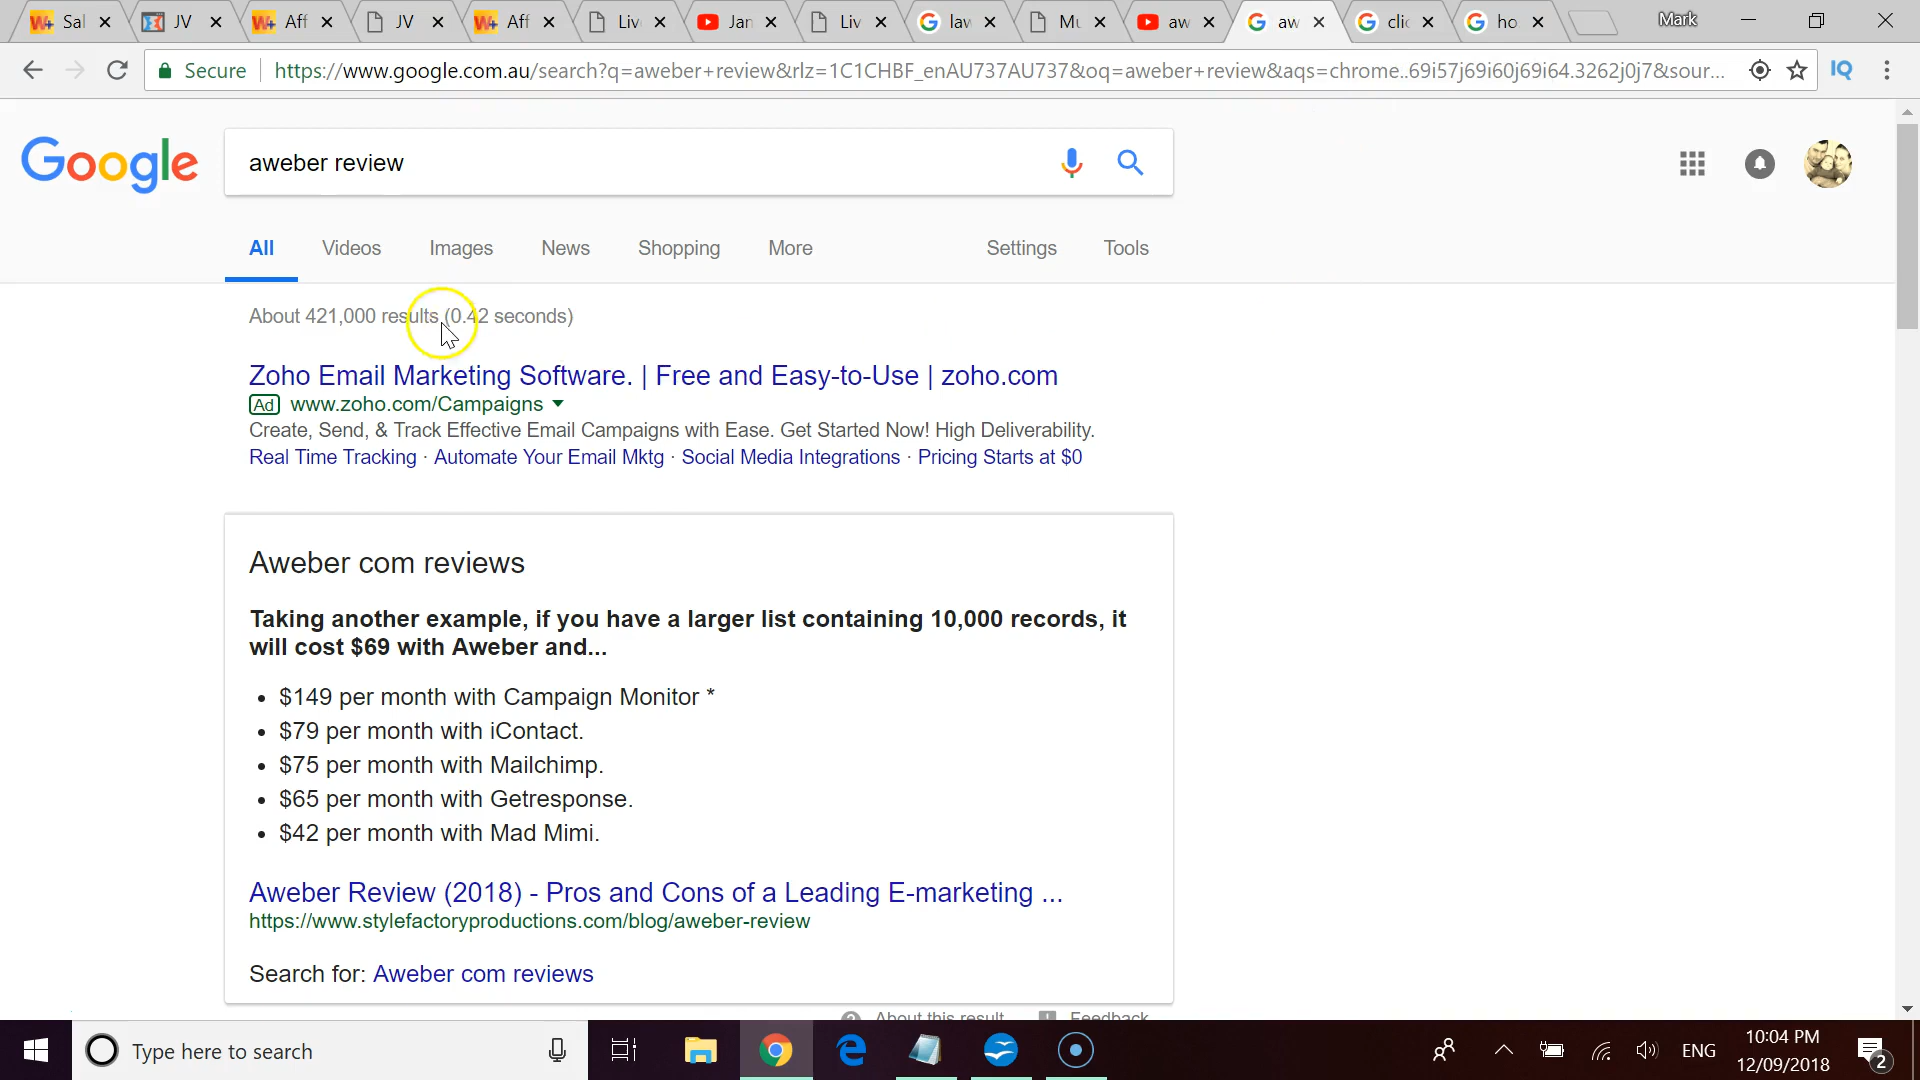 Sal
JV
Aff
JV
Aff
Liv
Jan
Liv
law
Mu
aw
aw
clic
ho
Mark
Secure
https://www.google.com.au/search?q=aweber+review&rlz=1C1CHBF_enAU737AU737&oq=aweber+review&aqs=chrome..69i57j69i60j69i64.3262j0j7&sour...
IQ
Google
aweber review
All
Videos
Images
News
Shopping
More
Settings
Tools
About 421,000 results (0.42 seconds)
Zoho Email Marketing Software. | Free and Easy-to-Use | zoho.com
Ad www.zoho.com/Campaigns
Create, Send, & Track Effective Email Campaigns with Ease. Get Started Now! High Deliverability.
Real Time Tracking · Automate Your Email Mktg · Social Media Integrations · Pricing Starts at $0
Aweber com reviews
Taking another example, if you have a larger list containing 10,000 records, it
will cost $69 with Aweber and...
• $149 per month with Campaign Monitor *
• $79 per month with iContact.
• $75 per month with Mailchimp.
• $65 per month with Getresponse.
• $42 per month with Mad Mimi.
Aweber Review (2018) - Pros and Cons of a Leading E-marketing ...
https://www.stylefactoryproductions.com/blog/aweber-review
Search for: Aweber com reviews
About this result
Feedback
Type here to search
ENG
10:04 PM
12/09/2018
2